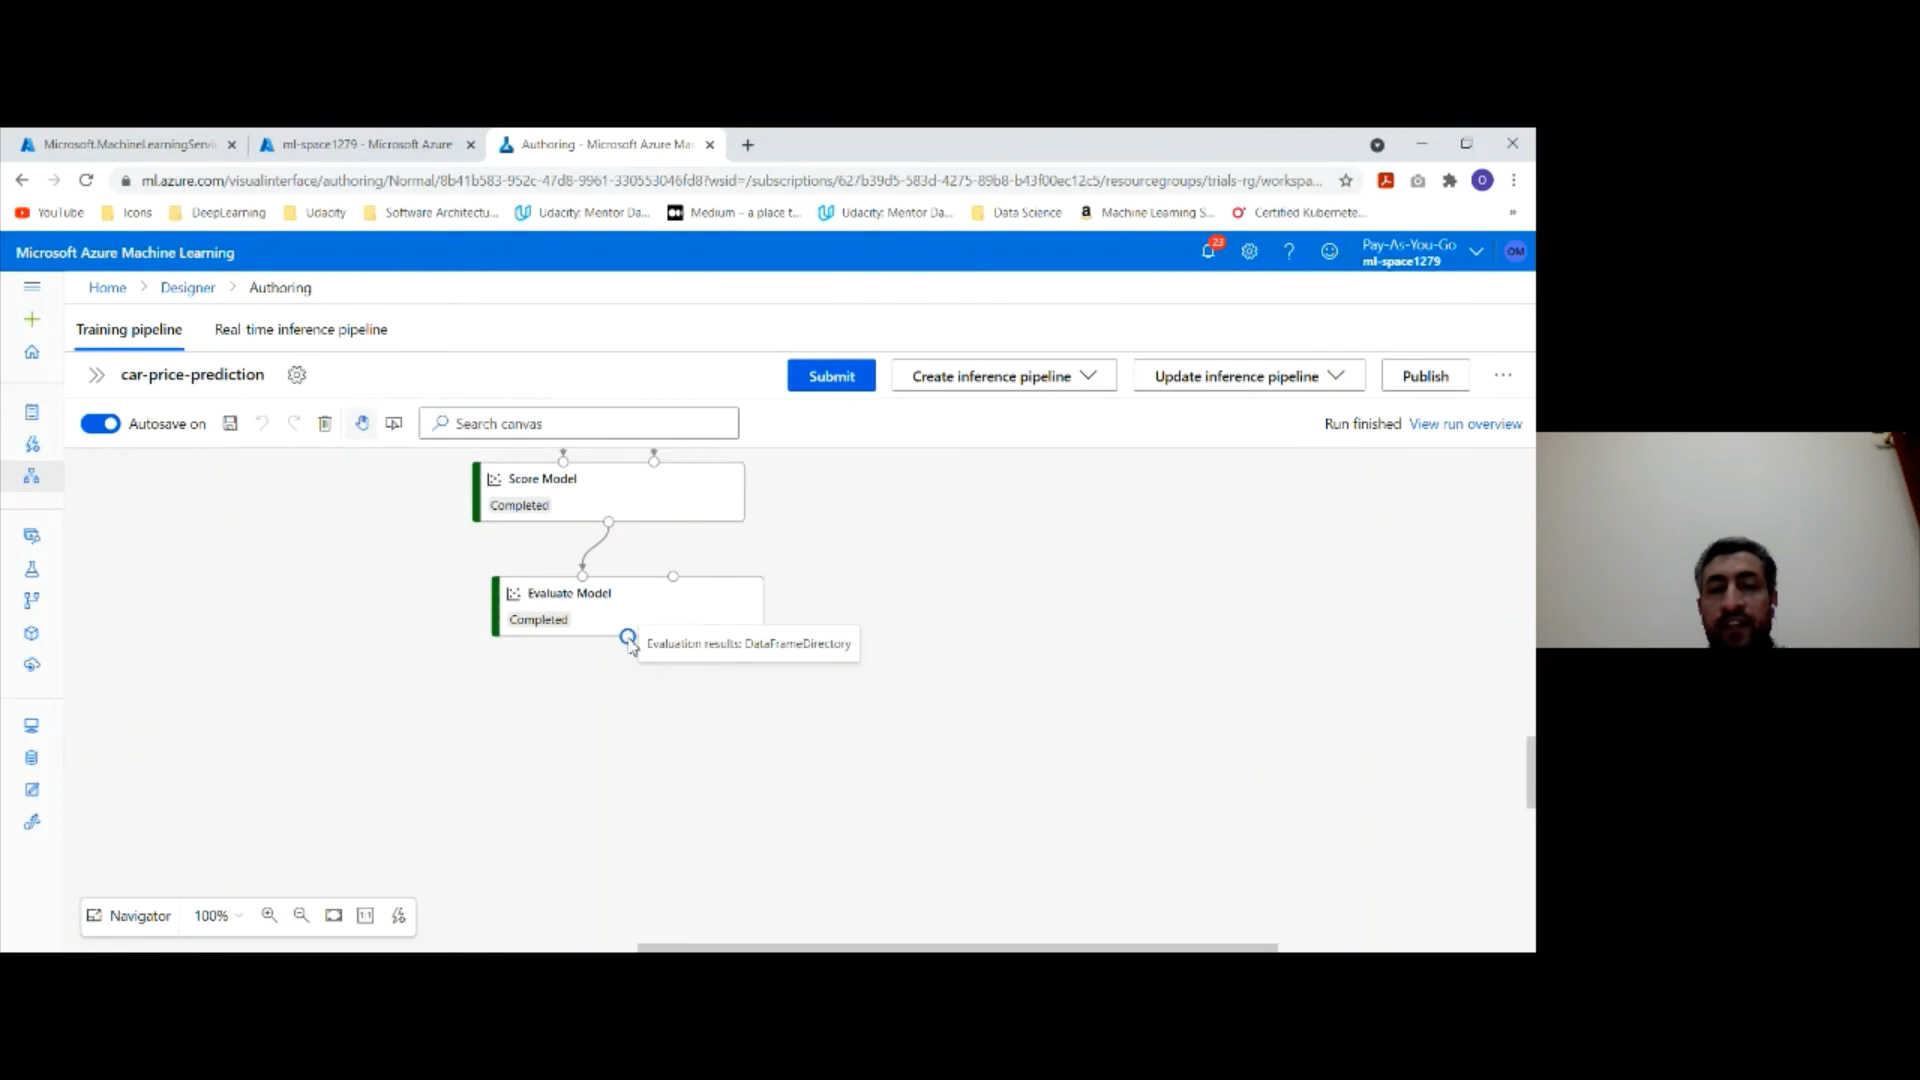 Microsoft.MachineLearningServi
ml-space1279 - Microsoft Azure
Authoring - Microsoft Azure Mac
ml.azure.com/visualinterface/authoring/Normal/8b41b583-952c-47d8-9961-330553046fd8?wsid=/subscriptions/627b39d5-583d-4275-89b8-b43f00ec12c5/resourcegroups/trials-rg/workspa...
YouTube
Icons
DeepLearning
Udacity
Software Architectu...
Udacity: Mentor Da...
Medium – a place t...
Udacity: Mentor Da...
Data Science
Machine Learning S...
Certified Kubernete...
»
Microsoft Azure Machine Learning
23
Pay-As-You-Go
ml-space1279
OM
Home > Designer > Authoring
Training pipeline
Real-time inference pipeline
car-price-prediction
Submit
Create inference pipeline
Update inference pipeline
Publish
...
Autosave on
Search canvas
Run finished
View run overview
Score Model
Completed
Evaluate Model
Completed
Evaluation results: DataFrameDirectory
Navigator
100%
1:1